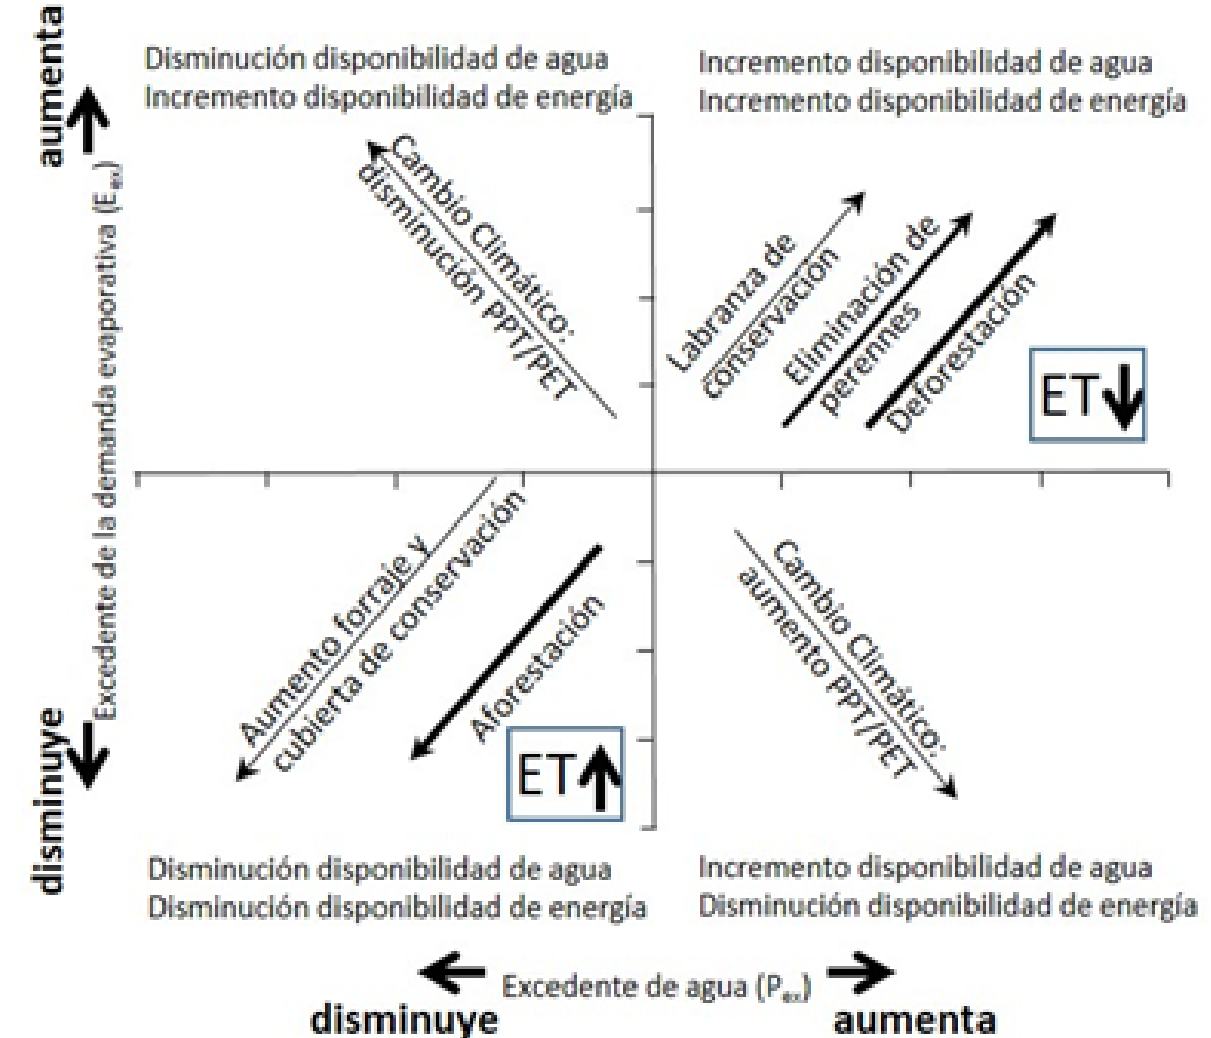 aumenta
Excedente de la demanda evaporativa (Eex)
disminuye
Disminución disponibilidad de agua
Incremento disponibilidad de energía
Incremento disponibilidad de agua
Incremento disponibilidad de energía
Cambio Climático:
disminución PPT/PET
Labranza de
conservación
Eliminación de
perennes
Deforestación
ET
Aumento forraje y
cubierta de conservación
Aforestación
ET
Cambio Climático:
aumento PPT/PET
Disminución disponibilidad de agua
Disminución disponibilidad de energía
Incremento disponibilidad de agua
Disminución disponibilidad de energía
Excedente de agua (Pex)
disminuye
aumenta